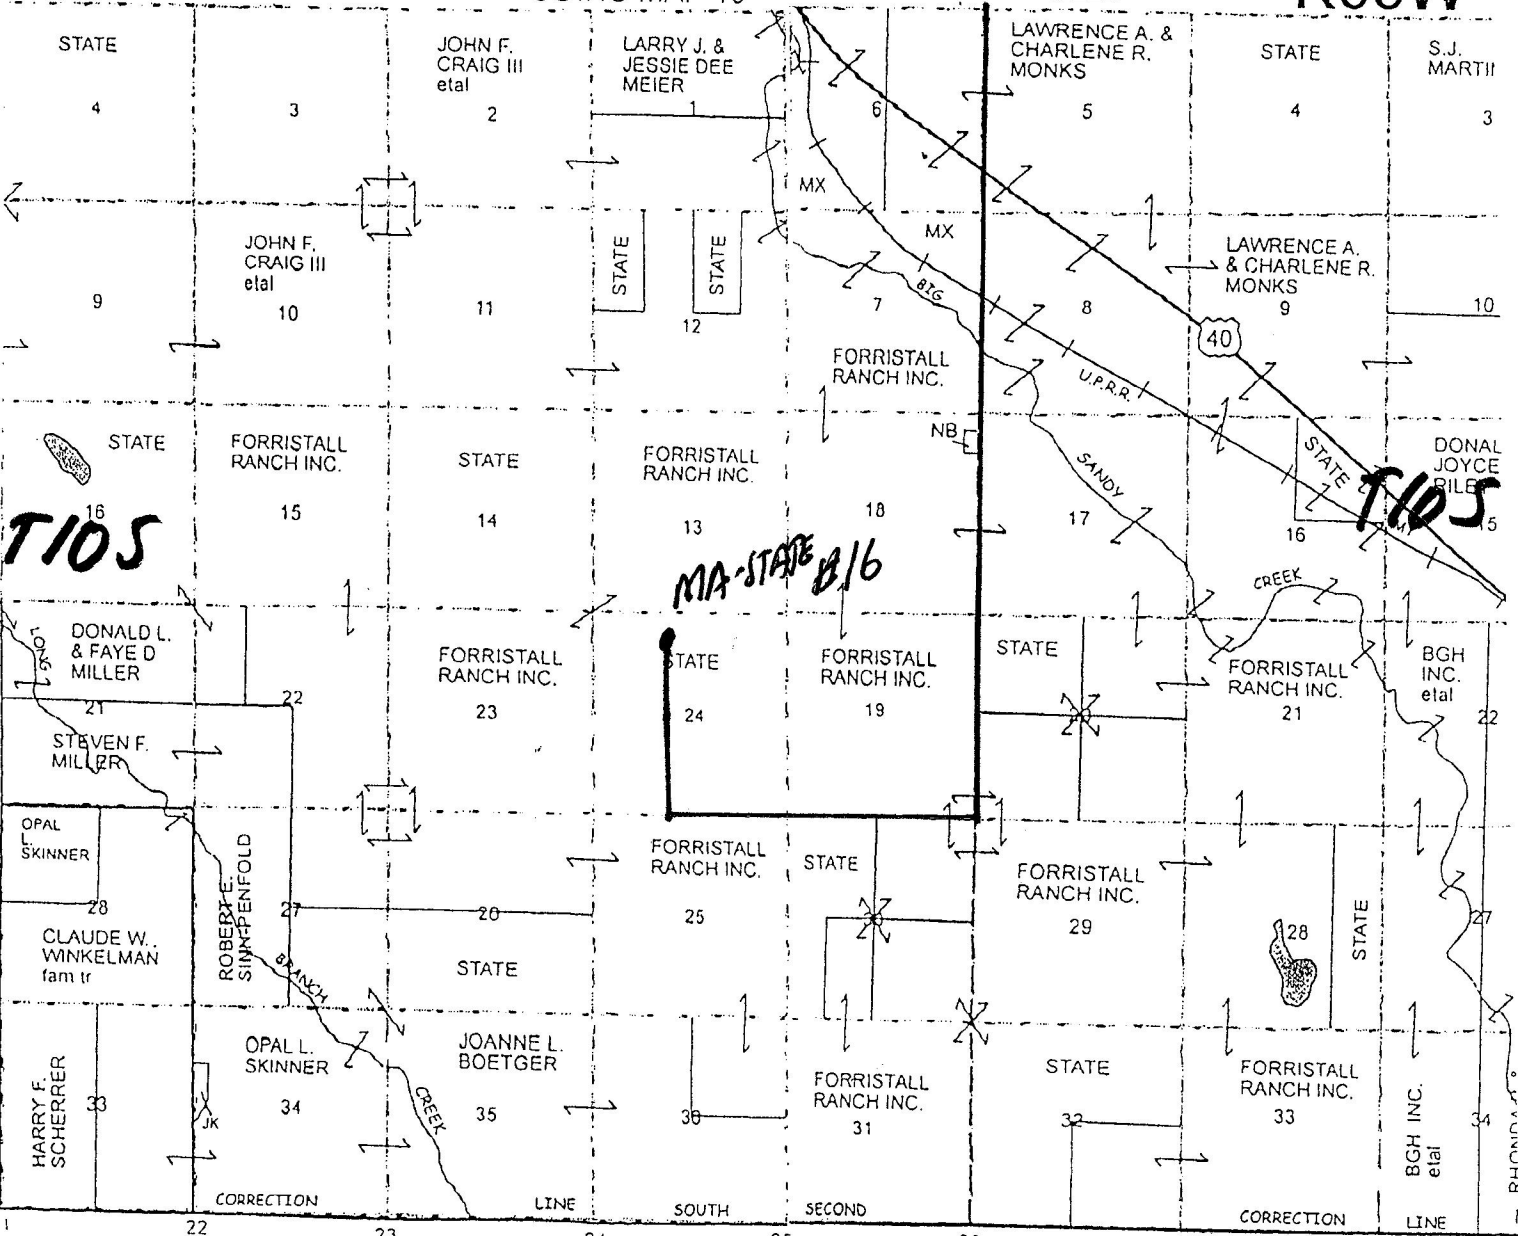 STATE
4
3
JOHN F.
CRAIG III
etal
2
LARRY J. &
JESSIE DEE
MEIER
1
6
LAWRENCE A. &
CHARLENE R.
MONKS
5
STATE
4
S.J.
3
MX
MX
9
JOHN F.
CRAIG III
etal
10
11
STATE
STATE
12
BIG
7
FORRISTALL
RANCH INC.
8
LAWRENCE A.
& CHARLENE R.
MONKS
9
10
40
U.P.R.R.
STATE
16
FORRISTALL
RANCH INC.
15
STATE
14
FORRISTALL
RANCH INC.
13
18
NB
SANDY
17
STATE
16
DONAL
JOYCE
15
T10S
T10S
MA-STATE B/6
CREEK
LONG
DONALD L.
& FAYE D
MILLER
21
22
STEVEN F.
MILLER
FORRISTALL
RANCH INC.
23
STATE
24
FORRISTALL
RANCH INC.
19
STATE
FORRISTALL
RANCH INC.
21
BGH
INC.
etal
22
OPAL
L.
SKINNER
28
CLAUDE W.
WINKELMAN
fam tr
ROBERT E.
SINN-PENFOLD
27
BRANCH
26
STATE
FORRISTALL
RANCH INC.
25
STATE
FORRISTALL
RANCH INC.
29
28
STATE
27
HARRY F.
SCHERRER
33
JK
OPAL L.
SKINNER
34
CREEK
JOANNE L.
BOETGER
35
36
FORRISTALL
RANCH INC.
31
STATE
32
FORRISTALL
RANCH INC.
33
BGH INC.
etal
34
RHONDA
CORRECTION
LINE
SOUTH
SECOND
CORRECTION
LINE
22
23